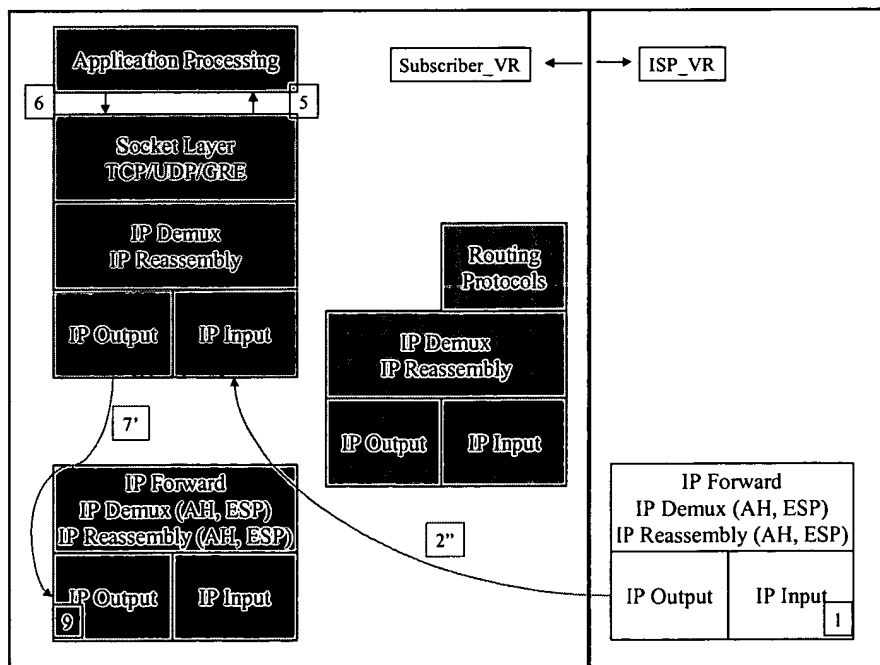 Application Processing
Subscriber_VR
ISP_VR
6
5
Socket Layer
TCP/UDP/GRE
IP Demux
IP Reassembly
IP Output
IP Input
Routing
Protocols
IP Demux
IP Reassembly
IP Output
IP Input
7’
2”
IP Forward
IP Demux (AH, ESP)
IP Reassembly (AH, ESP)
IP Output
IP Input
9
IP Forward
IP Demux (AH, ESP)
IP Reassembly (AH, ESP)
IP Output
IP Input
1